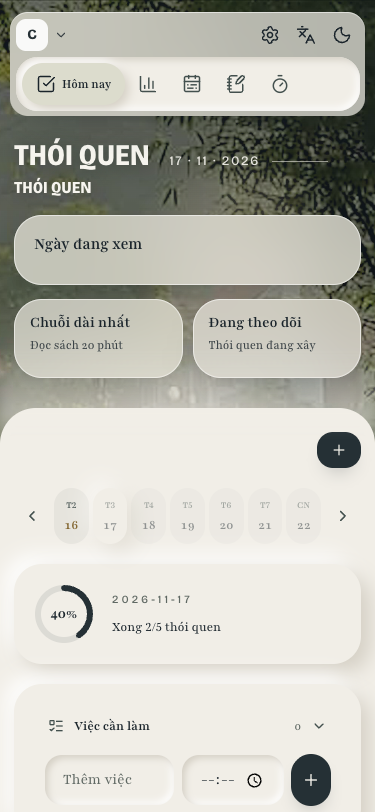 C
Hôm nay
THÓI QUEN 17 · 11 · 2026
THÓI QUEN
Ngày đang xem
Chuỗi dài nhất
Đọc sách 20 phút
Đang theo dõi
Thói quen đang xây
T2 T3 T4 T5 T6 T7 CN
16 17 18 19 20 21 22
40%
2026-11-17
Xong 2/5 thói quen
Việc cần làm 0
Thêm việc --:--